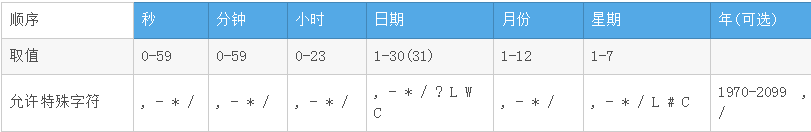 顺序 秒 分钟 小时 日期 月份 星期 年(可选)
取值 0-59 0-59 0-23 1-30(31) 1-12 1-7
允许特殊字符 , - * / , - * / , - * / , - * / ? L W C , - * / , - * / L # C 1970-2099 , /